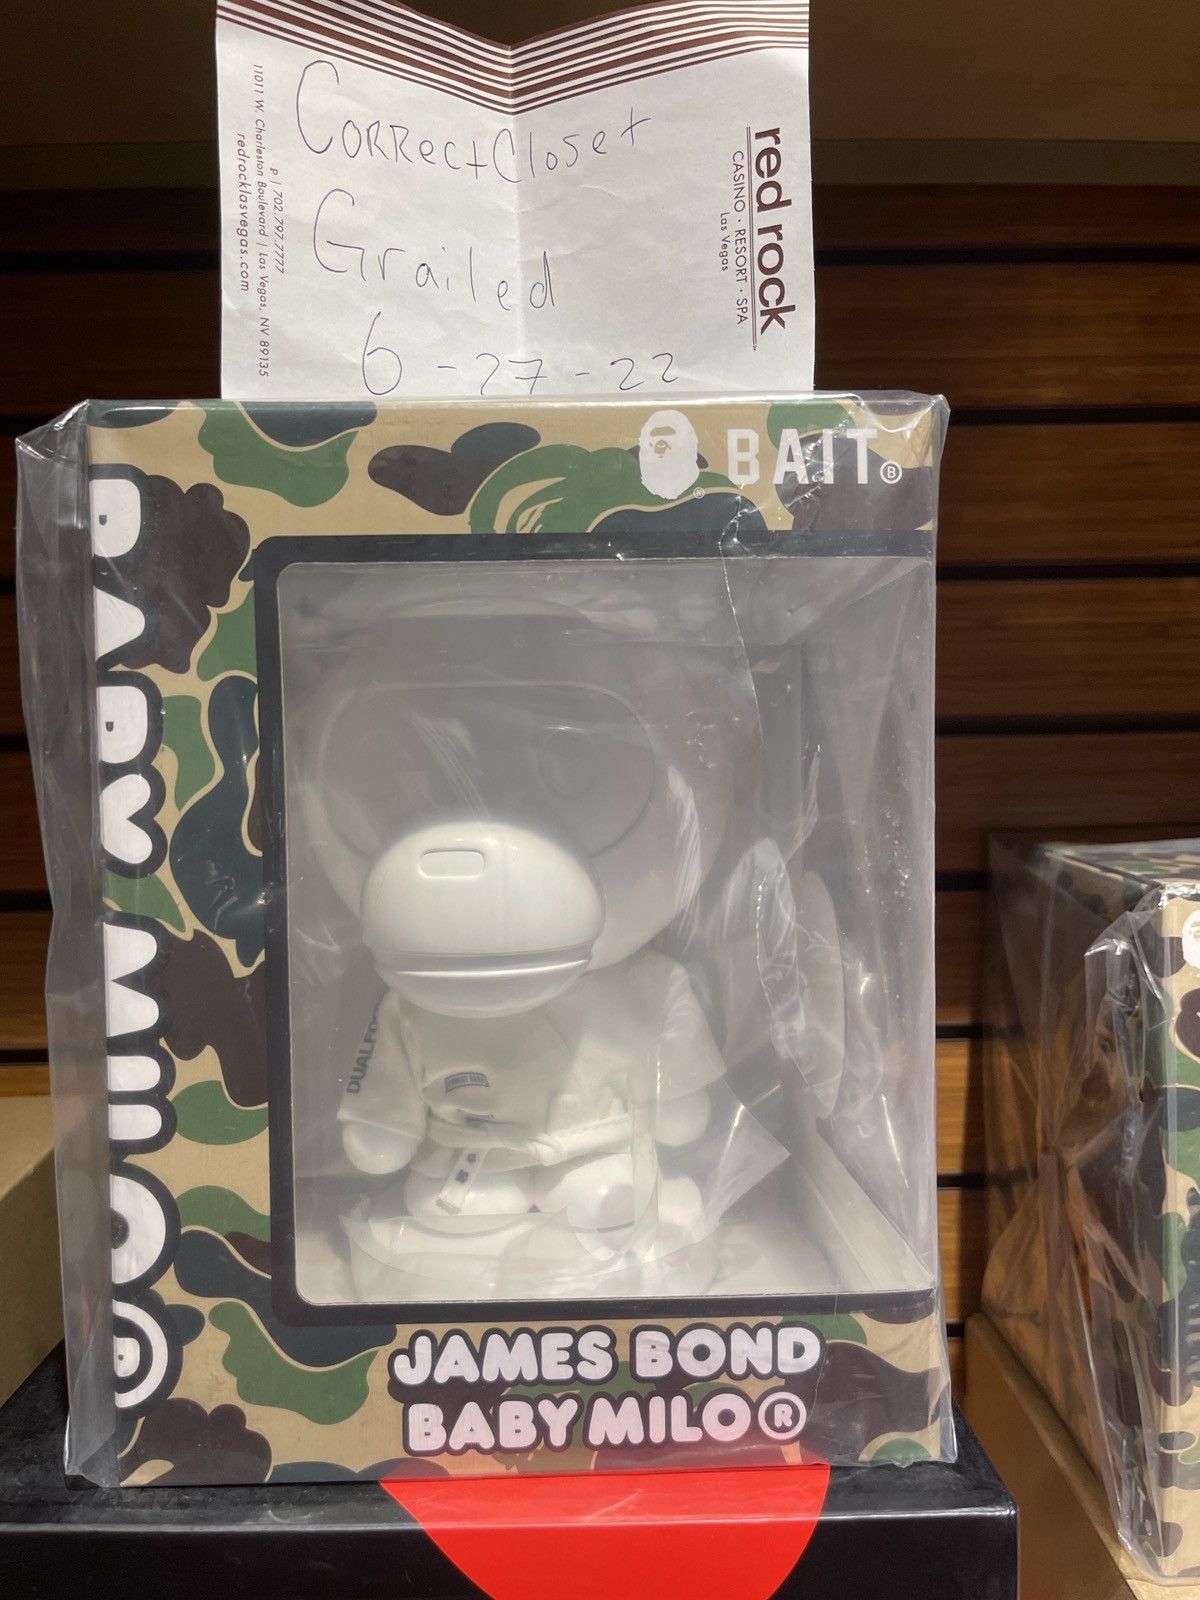 CorrectCloset
Grailed
6-27-22
red rock
CASINO · RESORT · SPA
Las Vegas
p | 702.797.7777
11011 W. Charleston Boulevard | Las Vegas, NV 89135
redrocklasvegas.com
BAIT®
BABY MILO®
DUALF
JAMES BOND
BABY MILO®